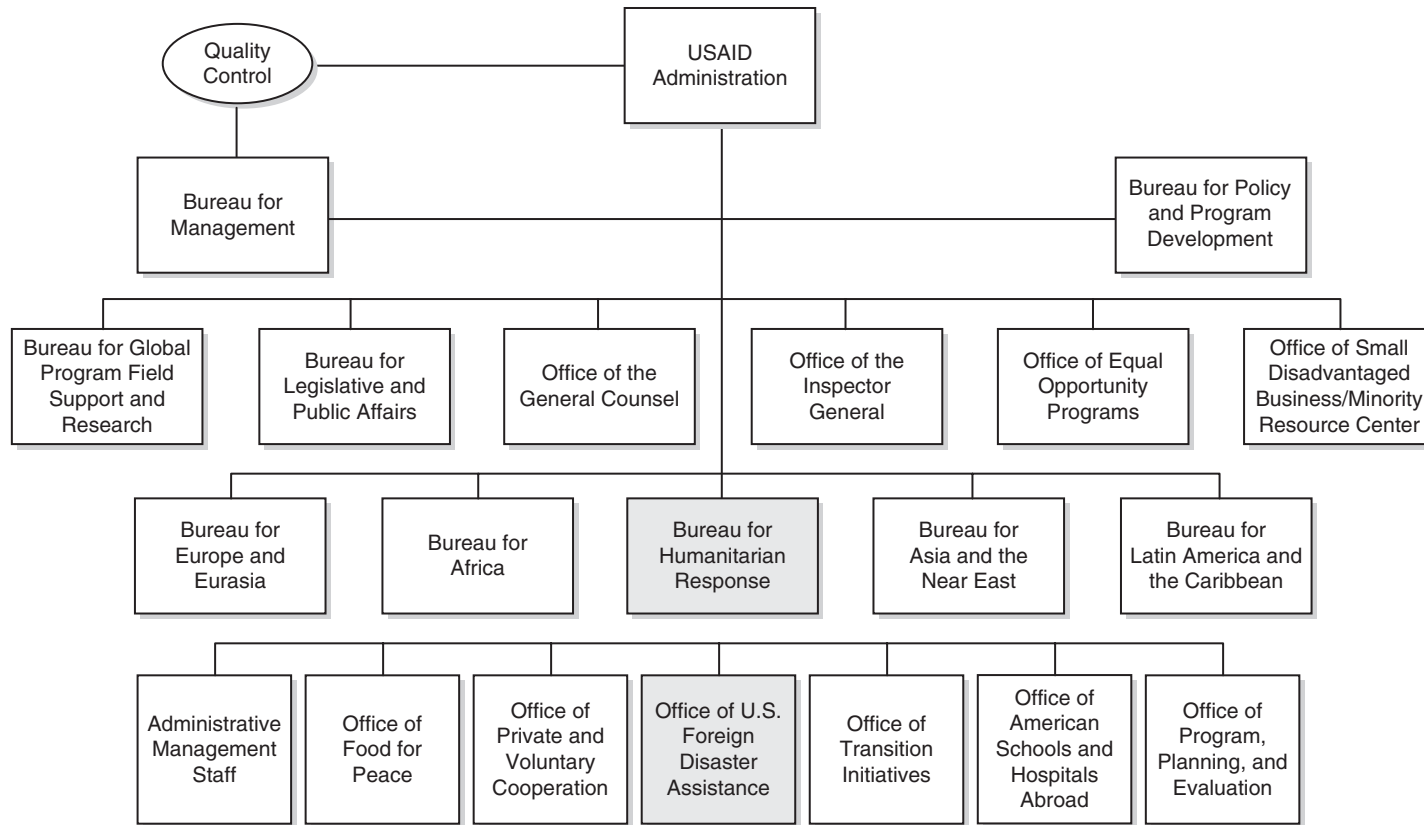 Quality
Control
USAID
Administration
Bureau for
Management
Bureau for Policy
and Program
Development
Bureau for Global
Program Field
Support and
Research
Bureau for
Legislative and
Public Affairs
Office of the
General Counsel
Office of the
Inspector
General
Office of Equal
Opportunity
Programs
Office of Small
Disadvantaged
Business/Minority
Resource Center
Bureau for
Europe and
Eurasia
Bureau for
Africa
Bureau for
Humanitarian
Response
Bureau for
Asia and the
Near East
Bureau for
Latin America and
the Caribbean
Administrative
Management
Staff
Office of
Food for
Peace
Office of
Private and
Voluntary
Cooperation
Office of U.S.
Foreign
Disaster
Assistance
Office of
Transition
Initiatives
Office of
American
Schools and
Hospitals
Abroad
Office of
Program,
Planning, and
Evaluation